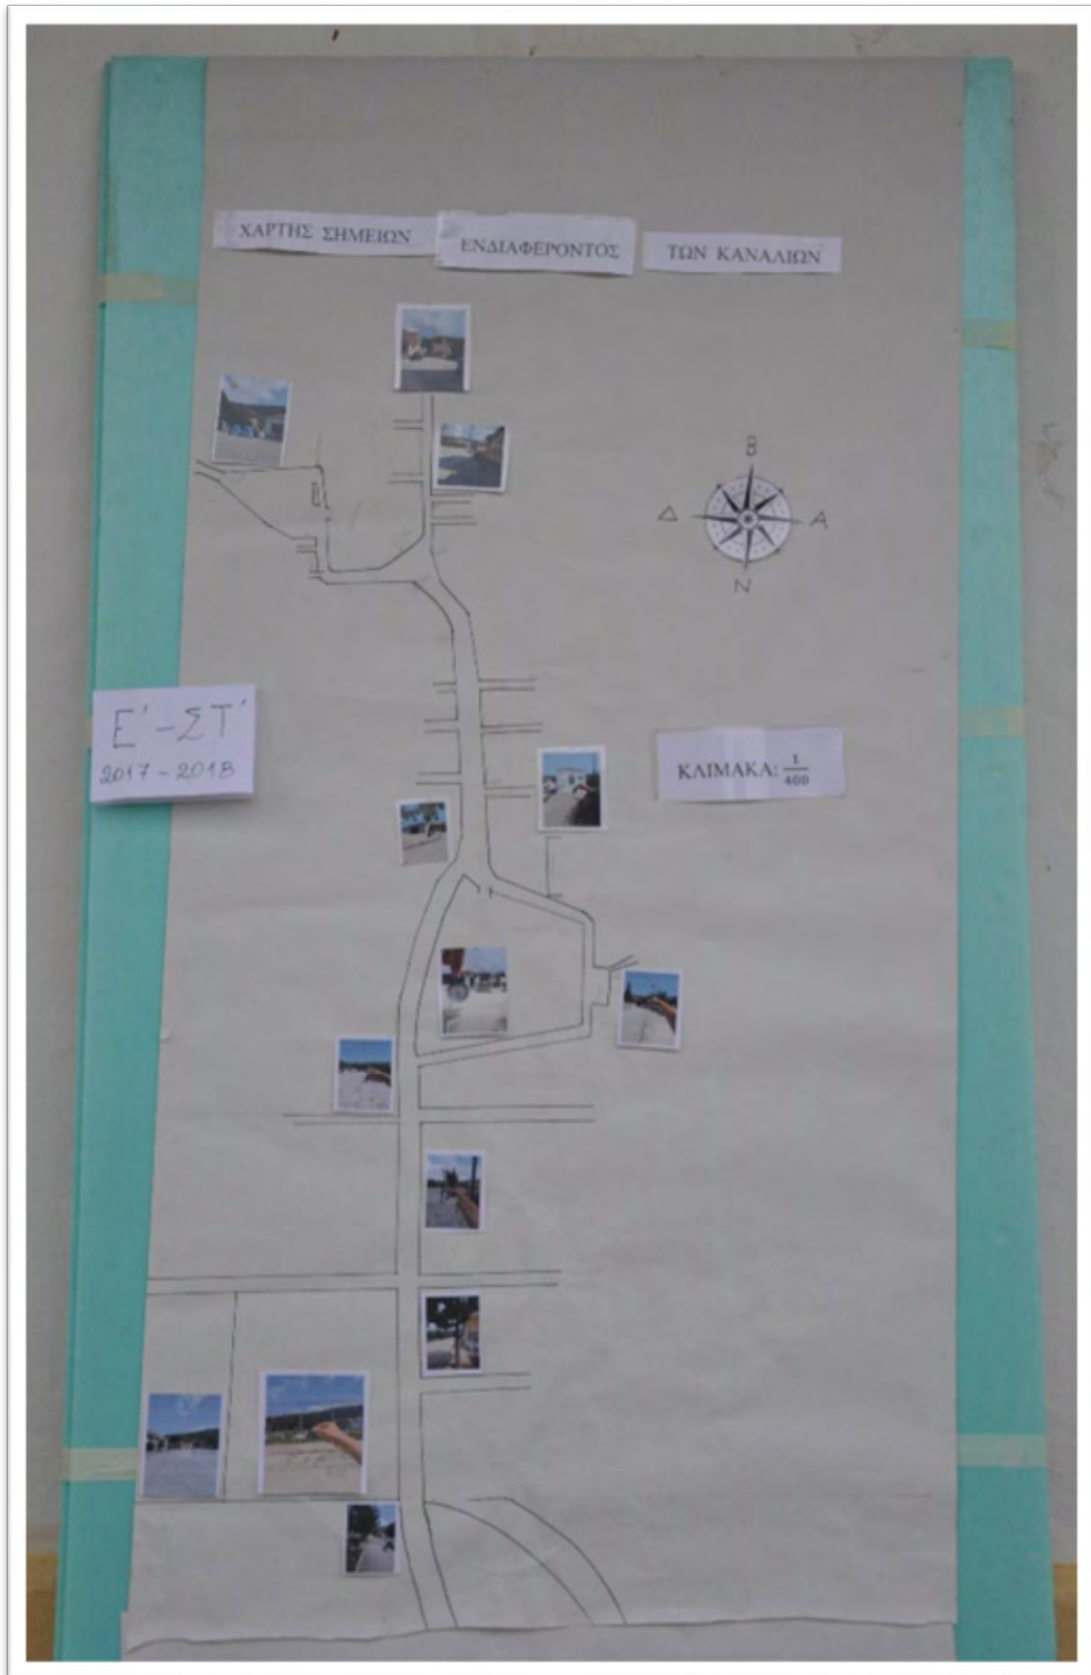 ΧΑΡΤΗΣ ΣΗΜΕΙΩΝ ΕΝΔΙΑΦΕΡΟΝΤΟΣ ΤΩΝ ΚΑΝΑΛΙΩΝ
Β
Δ Α
Ν
Ε΄-ΣΤ΄
2017-2018
ΚΛΙΜΑΚΑ: 1/400